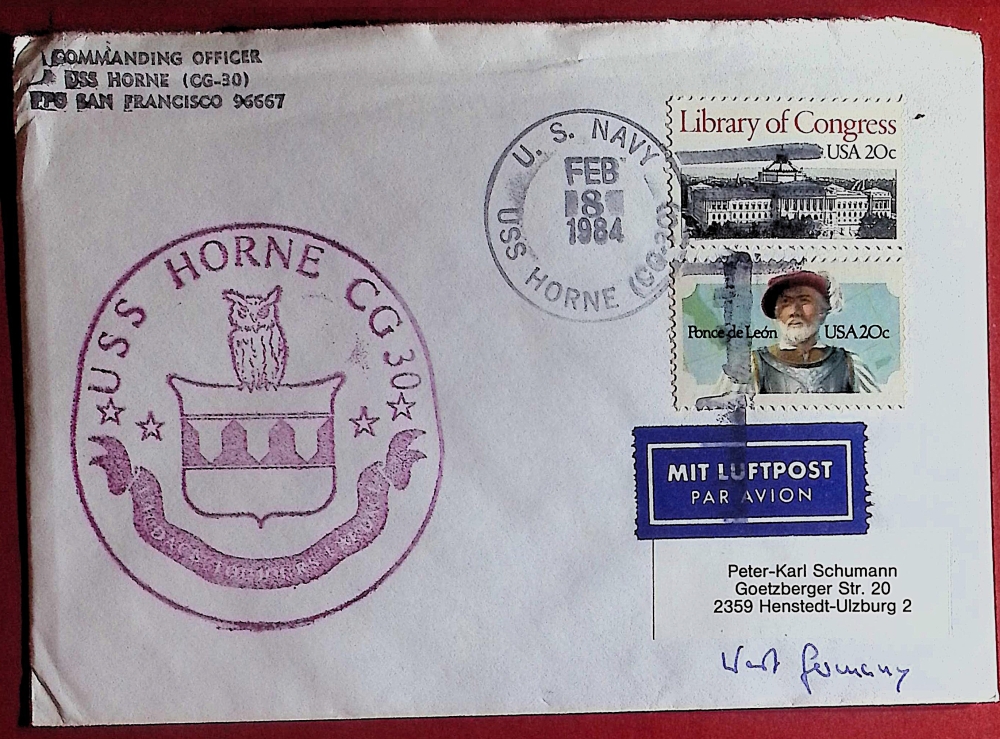 COMMANDING OFFICER
USS HORNE (CG-30)
FPO SAN FRANCISCO 96667
U. S. NAVY
FEB
8
1984
USS HORNE (CG-30)
Library of Congress
USA 20c
Ponce de León
USA 20c
USS HORNE CG 30
MIT LUFTPOST
PAR AVION
Peter-Karl Schumann
Goetzberger Str. 20
2359 Henstedt-Ulzburg 2
West Germany